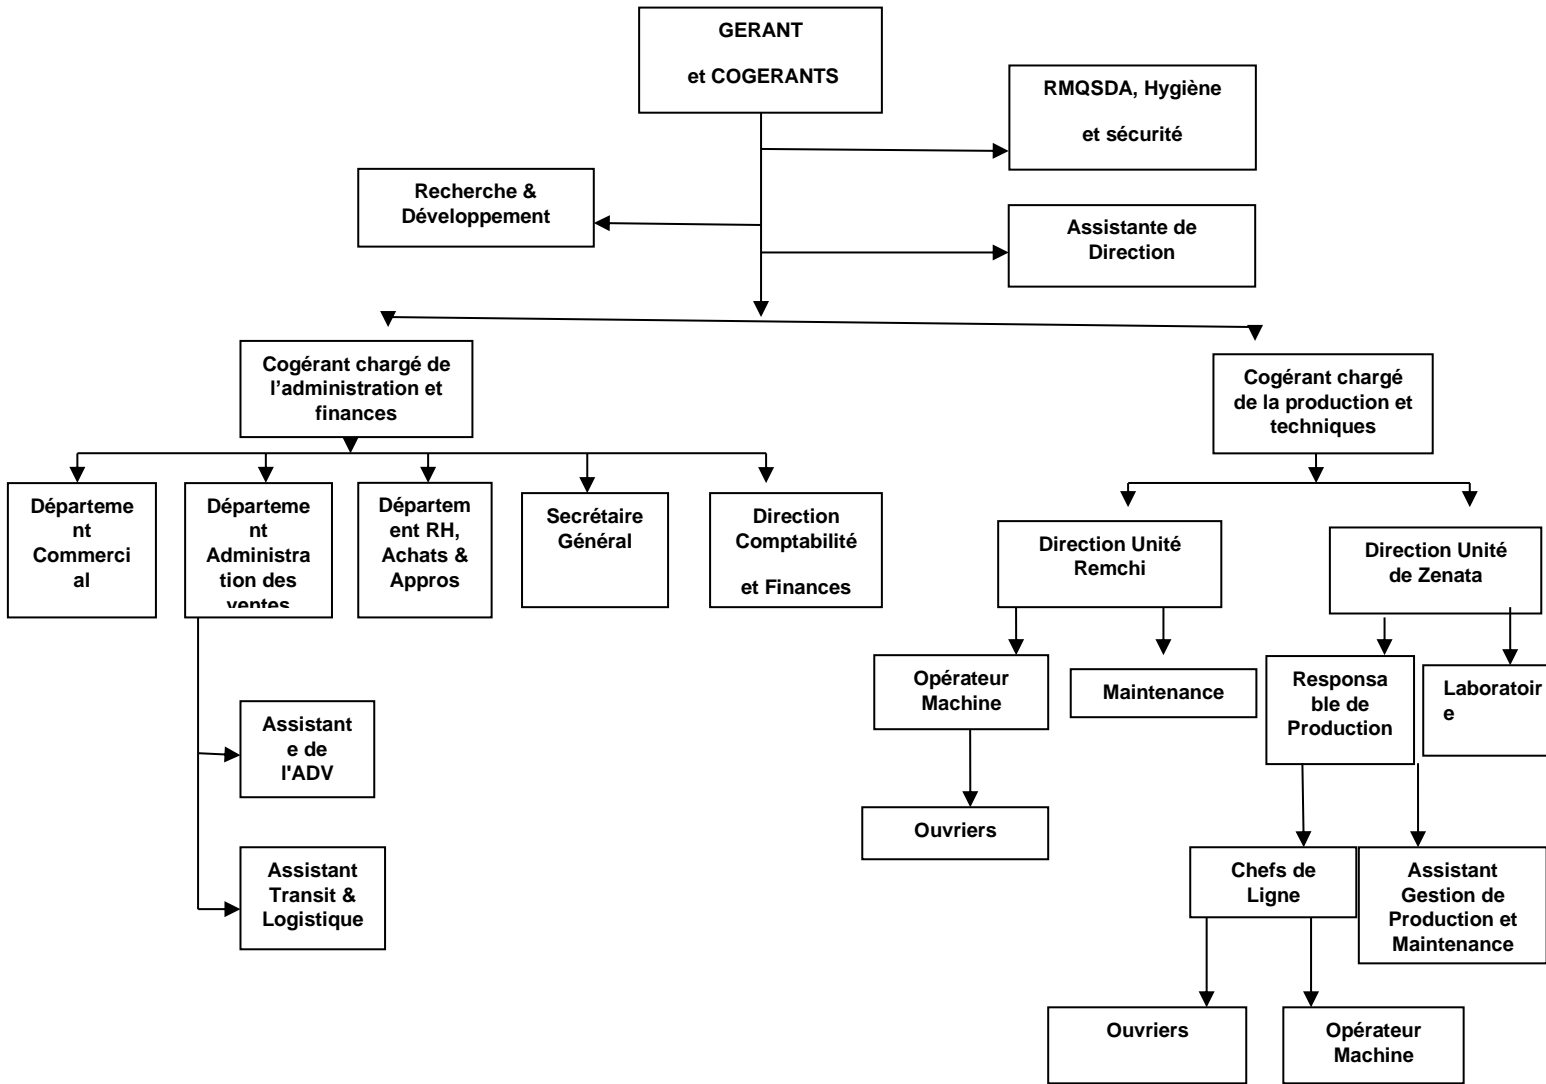 GERANT
et COGERANTS
RMQSDA, Hygiène
et sécurité
Recherche &
Développement
Assistante de
Direction
Cogérant chargé de
l’administration et
finances
Cogérant chargé
de la production et
techniques
Départeme
nt
Commerci
al
Départeme
nt
Administra
tion des
ventes
Départem
ent RH,
Achats &
Appros
Secrétaire
Général
Direction
Comptabilité
et Finances
Direction Unité
Remchi
Direction Unité
de Zenata
Opérateur
Machine
Maintenance
Responsa
ble de
Production
Laboratoir
e
Assistant
e de
l'ADV
Ouvriers
Assistant
Transit &
Logistique
Chefs de
Ligne
Assistant
Gestion de
Production et
Maintenance
Ouvriers
Opérateur
Machine